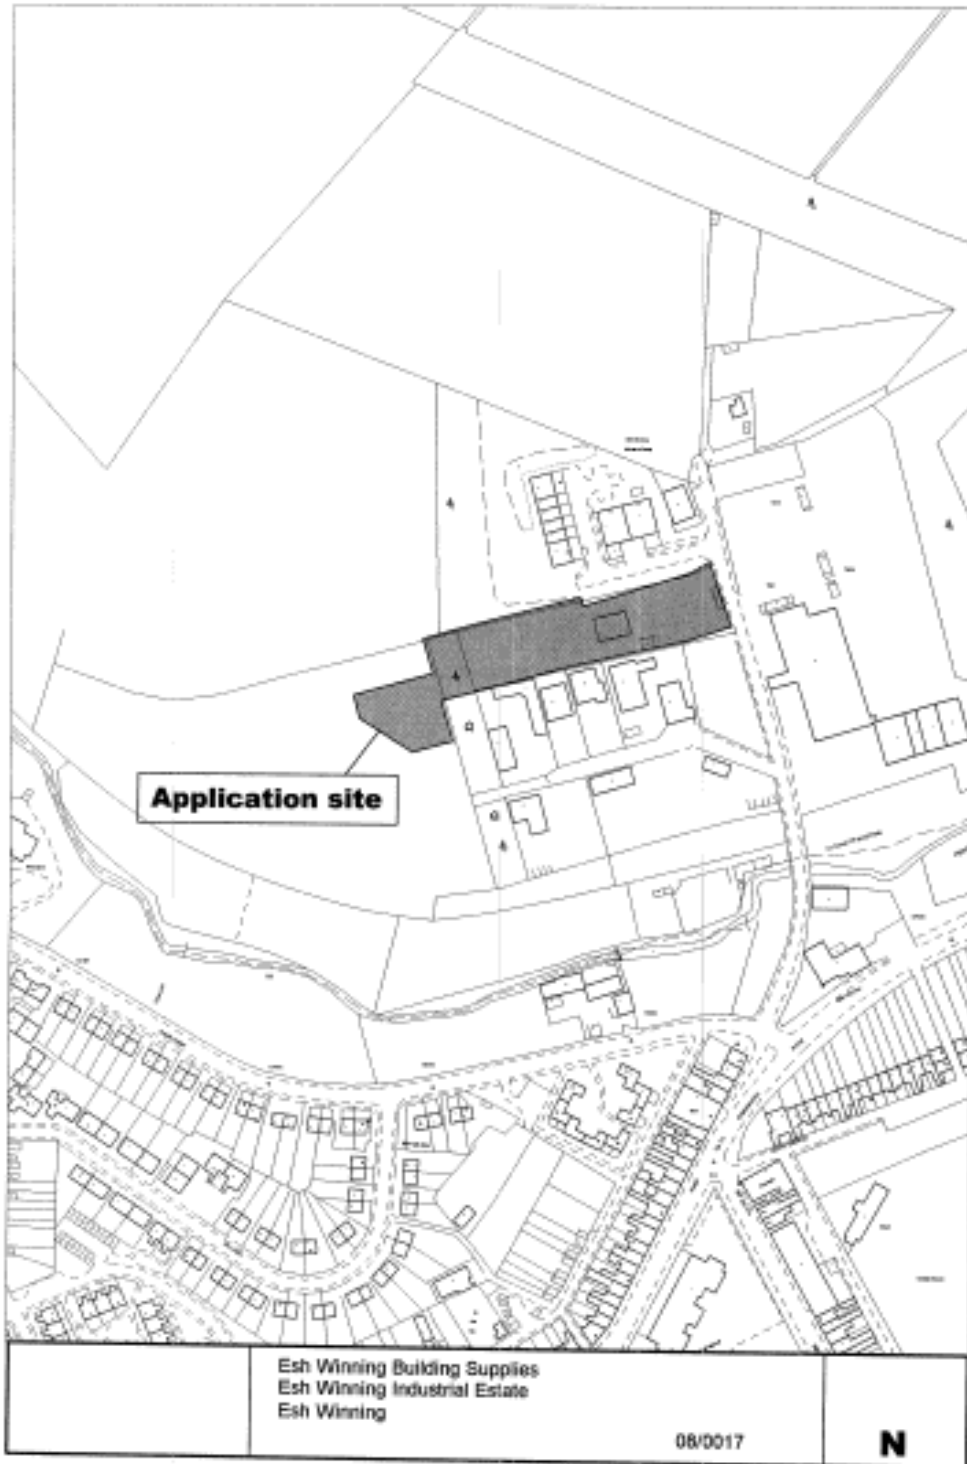 Application site
Esh Winning Building Supplies
Esh Winning Industrial Estate
Esh Winning
08/0017
N